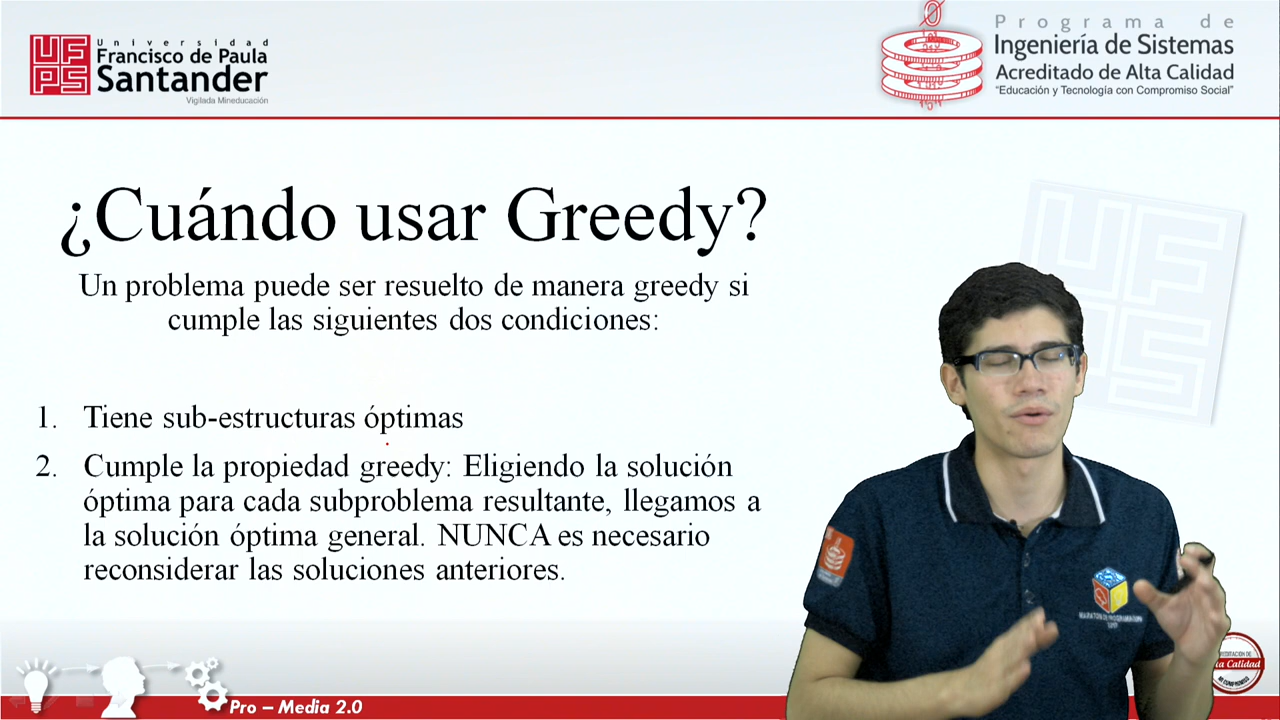 UFPS
Universidad
Francisco de Paula
Santander
Vigilada Mineducación
Programa de
Ingeniería de Sistemas
Acreditado de Alta Calidad
"Educación y Tecnología con Compromiso Social"
¿Cuándo usar Greedy?
Un problema puede ser resuelto de manera greedy si
cumple las siguientes dos condiciones:
1. Tiene sub-estructuras óptimas
2. Cumple la propiedad greedy: Eligiendo la solución
óptima para cada subproblema resultante, llegamos a
la solución óptima general. NUNCA es necesario
reconsiderar las soluciones anteriores.
UFPS
Calidad
Pro – Media 2.0